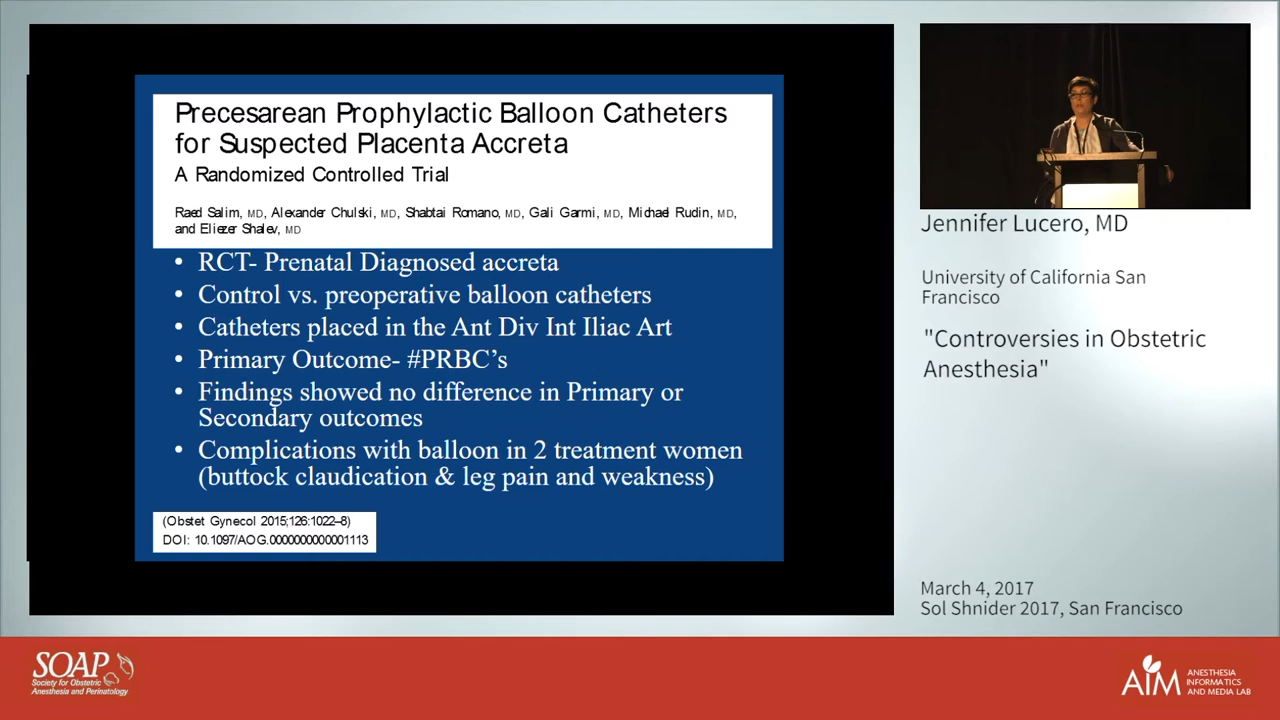 Precesarean Prophylactic Balloon Catheters
for Suspected Placenta Accreta
A Randomized Controlled Trial
Raed Salim, MD, Alexander Chulski, MD, Shabtai Romano, MD, Gali Garmi, MD, Michael Rudin, MD,
and Eliezer Shalev, MD
• RCT- Prenatal Diagnosed accreta
• Control vs. preoperative balloon catheters
• Catheters placed in the Ant Div Int Iliac Art
• Primary Outcome- #PRBC's
• Findings showed no difference in Primary or
Secondary outcomes
• Complications with balloon in 2 treatment women
(buttock claudication & leg pain and weakness)
(Obstet Gynecol 2015;126:1022–8)
DOI: 10.1097/AOG.0000000000001113
Jennifer Lucero, MD
University of California San
Francisco
"Controversies in Obstetric
Anesthesia"
March 4, 2017
Sol Shnider 2017, San Francisco
SOAP
Society for Obstetric
Anesthesia and Perinatology
AIM
ANESTHESIA
INFORMATICS
AND MEDIA LAB